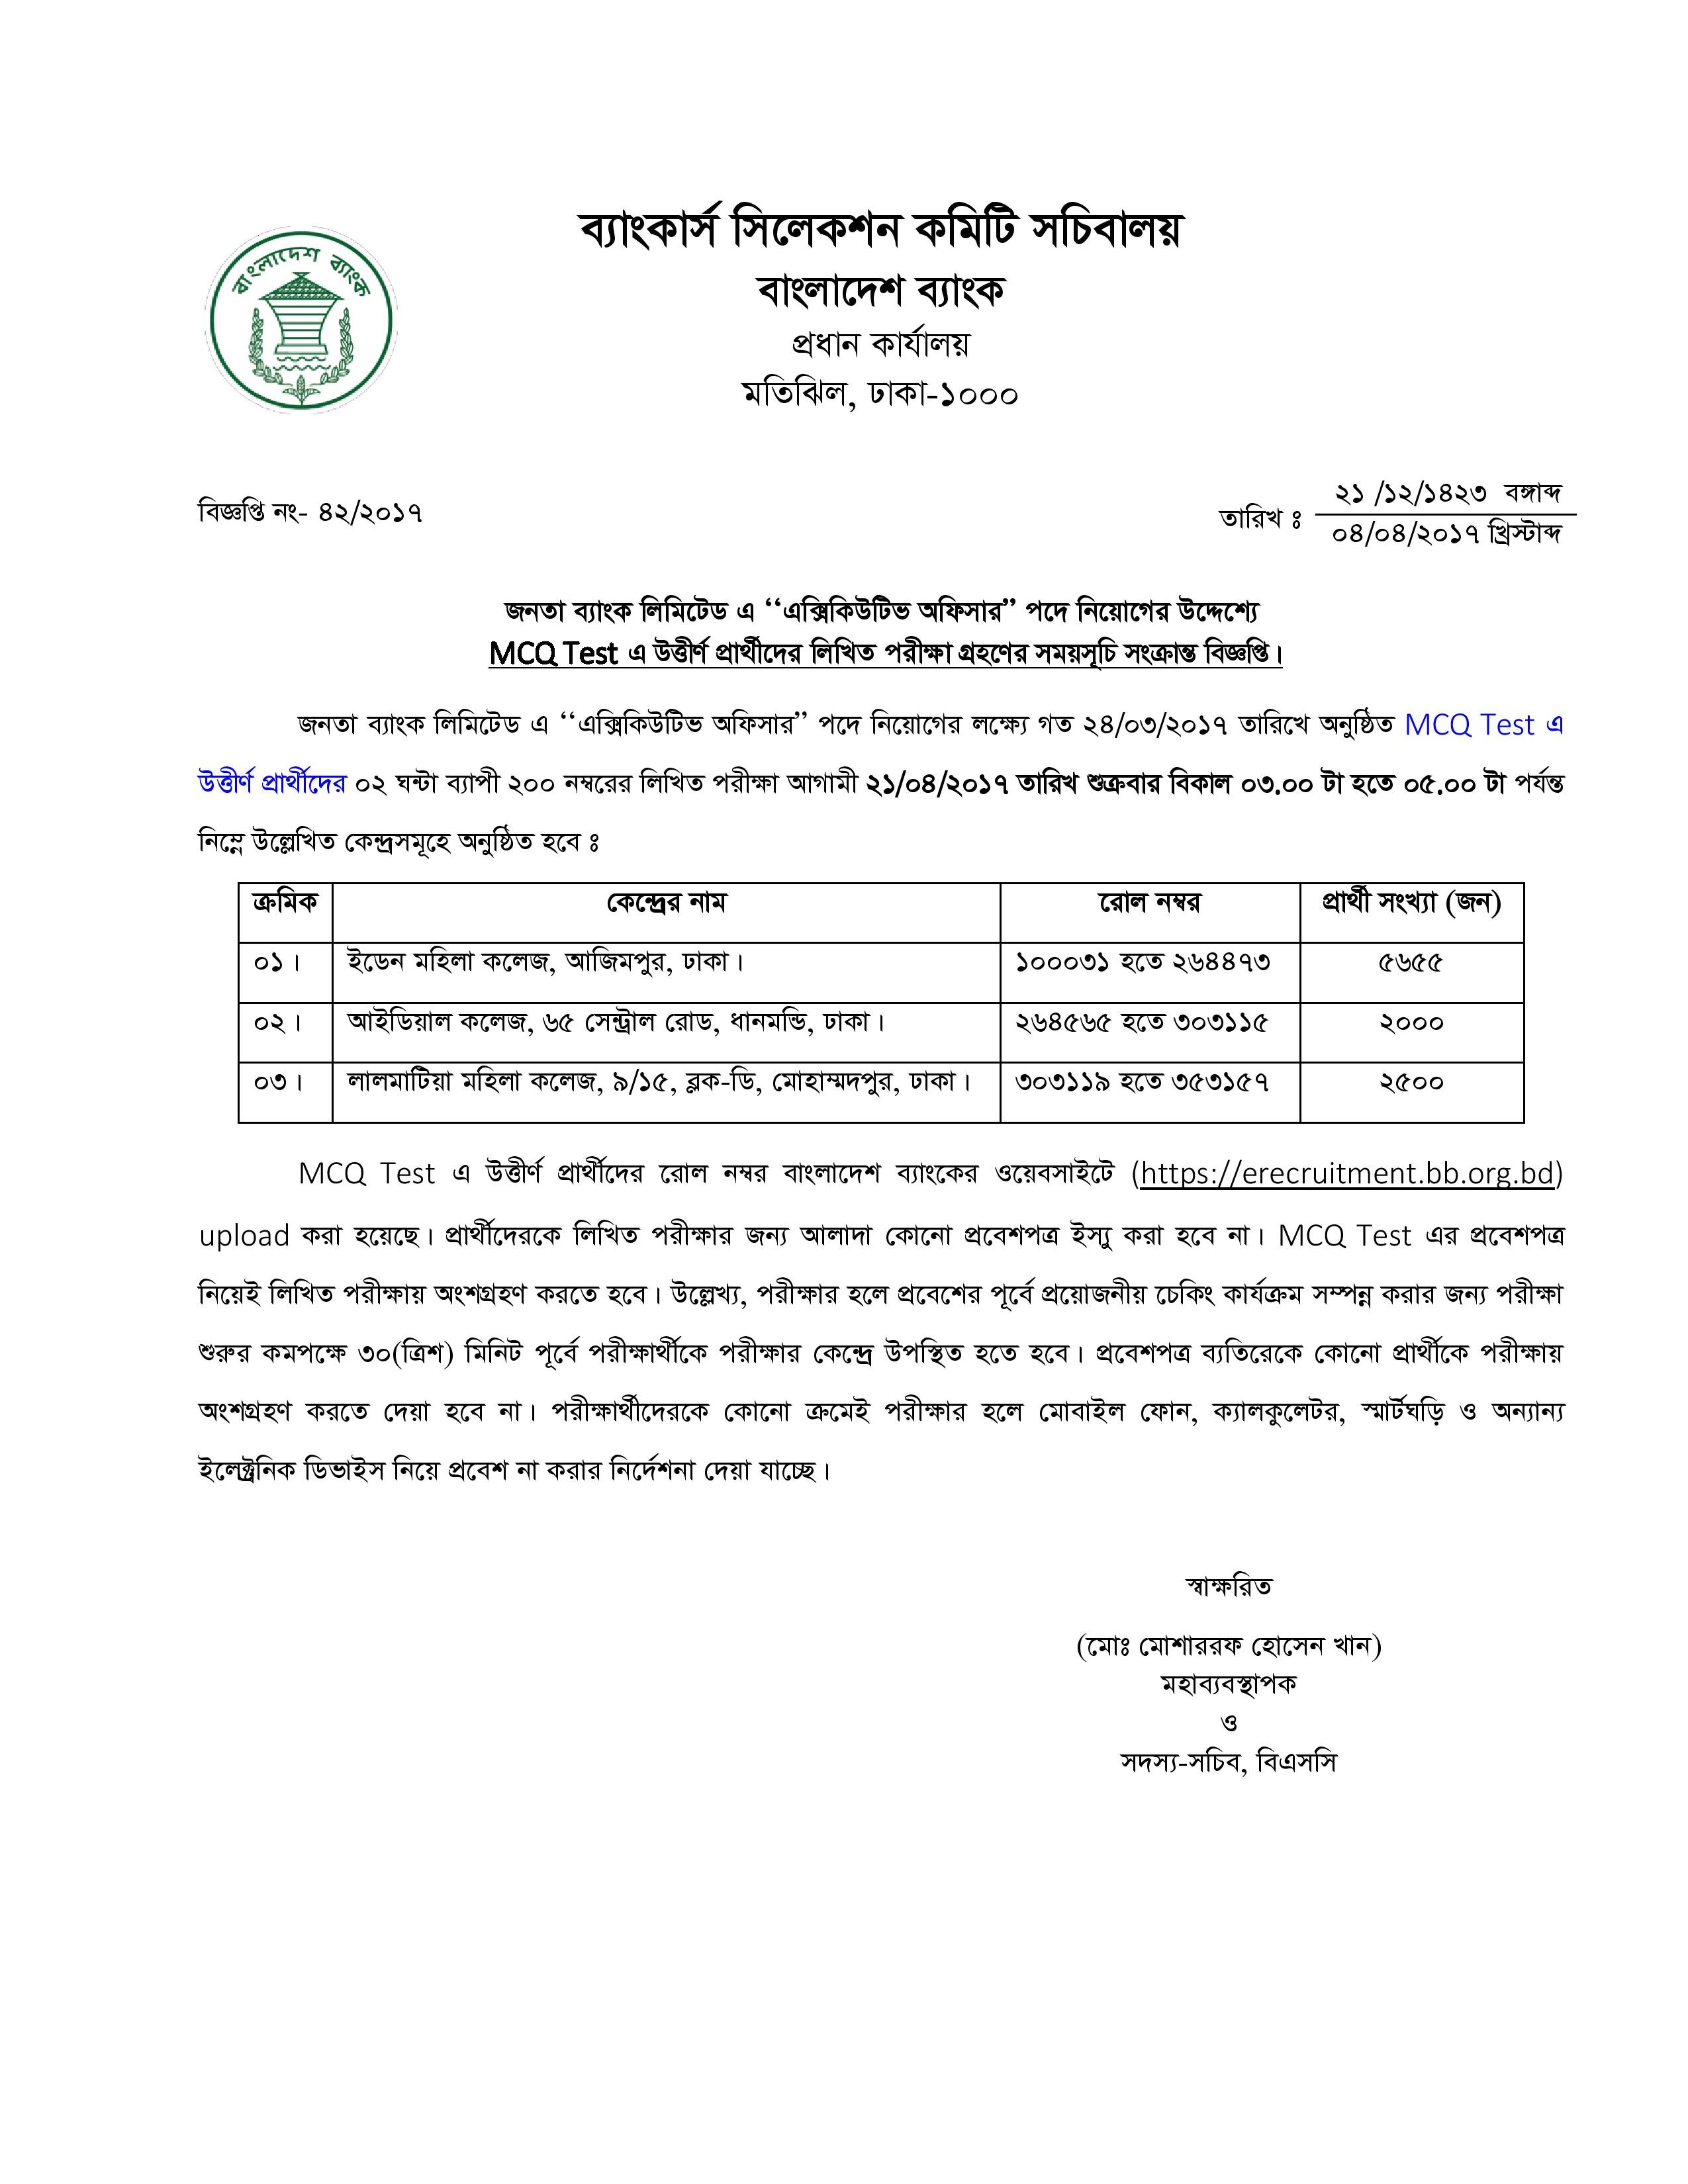 ব্যাংকার্স সিলেকশন কমিটি সচিবালয়
বাংলাদেশ ব্যাংক
প্রধান কার্যালয়
মতিঝিল, ঢাকা-১০০০
বাংলাদেশ ব্যাংক
বিজ্ঞপ্তি নং- ৪২/২০১৭
তারিখ ঃ ২১ /১২/১৪২৩ বঙ্গাব্দ
০৪/০৪/২০১৭ খ্রিস্টাব্দ
জনতা ব্যাংক লিমিটেড এ ‘‘এক্সিকিউটিভ অফিসার’’ পদে নিয়োগের উদ্দেশ্যে
MCQ Test এ উত্তীর্ণ প্রার্থীদের লিখিত পরীক্ষা গ্রহণের সময়সূচি সংক্রান্ত বিজ্ঞপ্তি।
জনতা ব্যাংক লিমিটেড এ ‘‘এক্সিকিউটিভ অফিসার’’ পদে নিয়োগের লক্ষ্যে গত ২৪/০৩/২০১৭ তারিখে অনুষ্ঠিত MCQ Test এ
উত্তীর্ণ প্রার্থীদের ০২ ঘন্টা ব্যাপী ২০০ নম্বরের লিখিত পরীক্ষা আগামী ২১/০৪/২০১৭ তারিখ শুক্রবার বিকাল ০৩.০০ টা হতে ০৫.০০ টা পর্যন্ত
নিম্নে উল্লেখিত কেন্দ্রসমূহে অনুষ্ঠিত হবে ঃ
ক্রমিক কেন্দ্রের নাম রোল নম্বর প্রার্থী সংখ্যা (জন)
০১। ইডেন মহিলা কলেজ, আজিমপুর, ঢাকা। ১০০০৩১ হতে ২৬৪৪৭৩ ৫৬৫৫
০২। আইডিয়াল কলেজ, ৬৫ সেন্ট্রাল রোড, ধানমন্ডি, ঢাকা। ২৬৪৫৬৫ হতে ৩০৩১১৫ ২০০০
০৩। লালমাটিয়া মহিলা কলেজ, ৯/১৫, ব্লক-ডি, মোহাম্মদপুর, ঢাকা। ৩০৩১১৯ হতে ৩৫৩১৫৭ ২৫০০
MCQ Test এ উত্তীর্ণ প্রার্থীদের রোল নম্বর বাংলাদেশ ব্যাংকের ওয়েবসাইটে (https://erecruitment.bb.org.bd)
upload করা হয়েছে। প্রার্থীদেরকে লিখিত পরীক্ষার জন্য আলাদা কোনো প্রবেশপত্র ইস্যু করা হবে না। MCQ Test এর প্রবেশপত্র
নিয়েই লিখিত পরীক্ষায় অংশগ্রহণ করতে হবে। উল্লেখ্য, পরীক্ষার হলে প্রবেশের পূর্বে প্রয়োজনীয় চেকিং কার্যক্রম সম্পন্ন করার জন্য পরীক্ষা
শুরুর কমপক্ষে ৩০(ত্রিশ) মিনিট পূর্বে পরীক্ষার্থীকে পরীক্ষার কেন্দ্রে উপস্থিত হতে হবে। প্রবেশপত্র ব্যতিরেকে কোনো প্রার্থীকে পরীক্ষায়
অংশগ্রহণ করতে দেয়া হবে না। পরীক্ষার্থীদেরকে কোনো ক্রমেই পরীক্ষার হলে মোবাইল ফোন, ক্যালকুলেটর, স্মার্টঘড়ি ও অন্যান্য
ইলেক্ট্রনিক ডিভাইস নিয়ে প্রবেশ না করার নির্দেশনা দেয়া যাচ্ছে।
স্বাক্ষরিত
(মোঃ মোশাররফ হোসেন খান)
মহাব্যবস্থাপক
ও
সদস্য-সচিব, বিএসসি